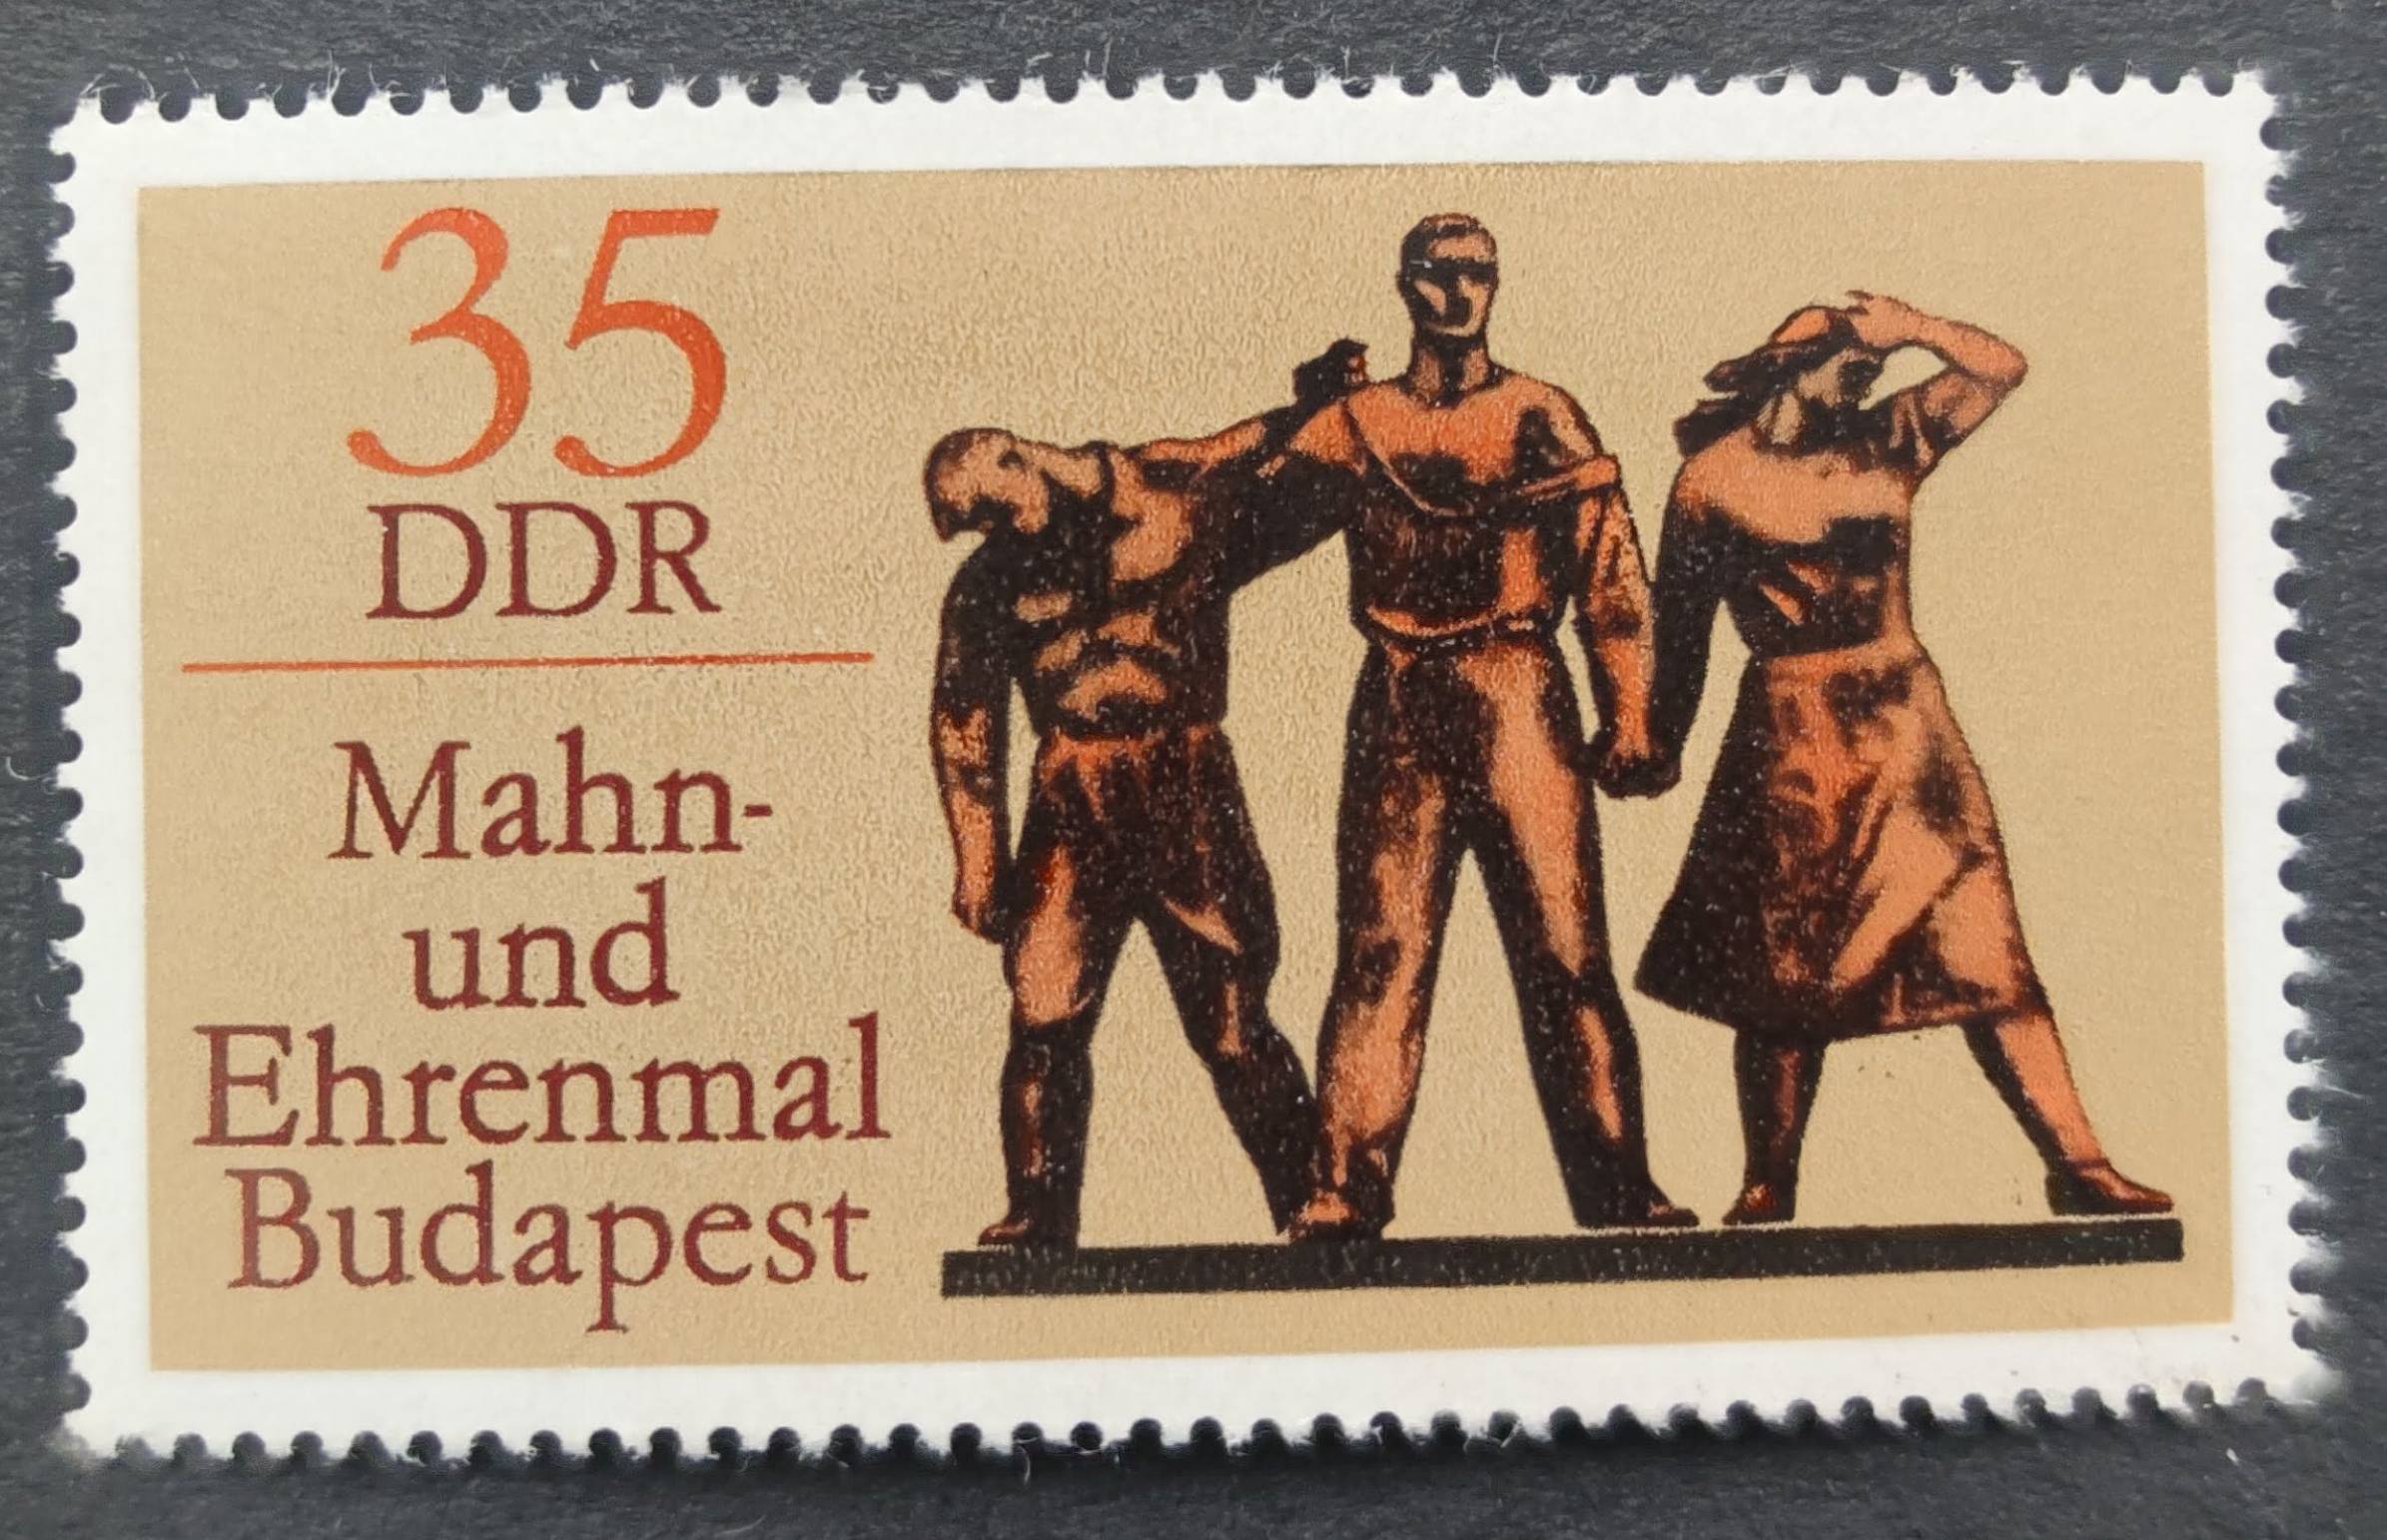 35
DDR
Mahn-
und
Ehrenmal
Budapest